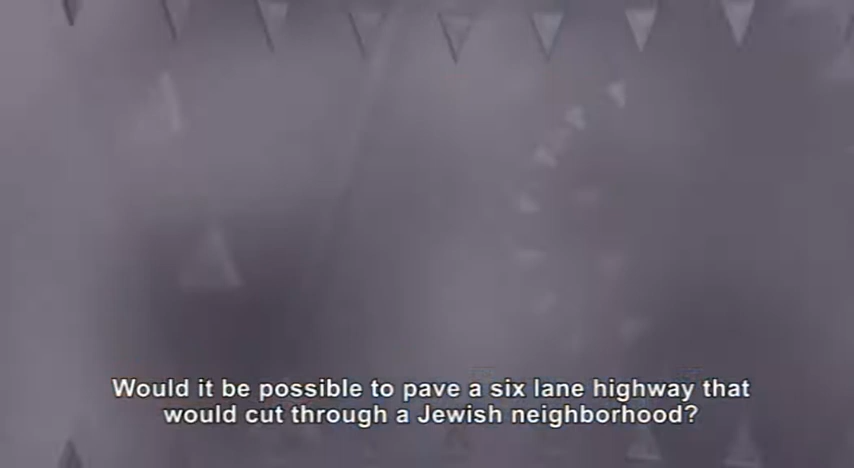 Would it be possible to pave a six lane highway that
would cut through a Jewish neighborhood?